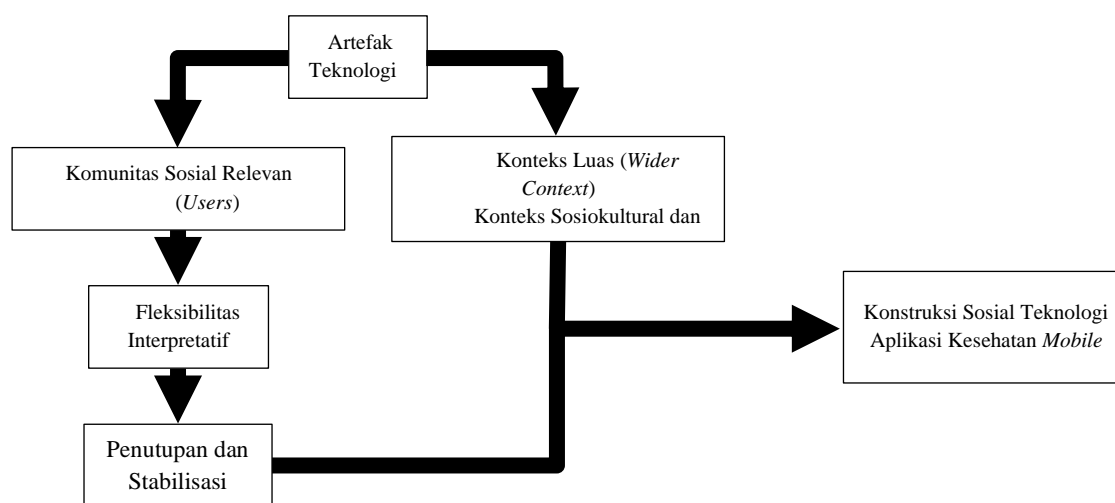 Artefak
Teknologi
Komunitas Sosial Relevan
(Users)
Konteks Luas (Wider
Context)
Konteks Sosiokultural dan
Fleksibilitas
Interpretatif
Konstruksi Sosial Teknologi
Aplikasi Kesehatan Mobile
Penutupan dan
Stabilisasi